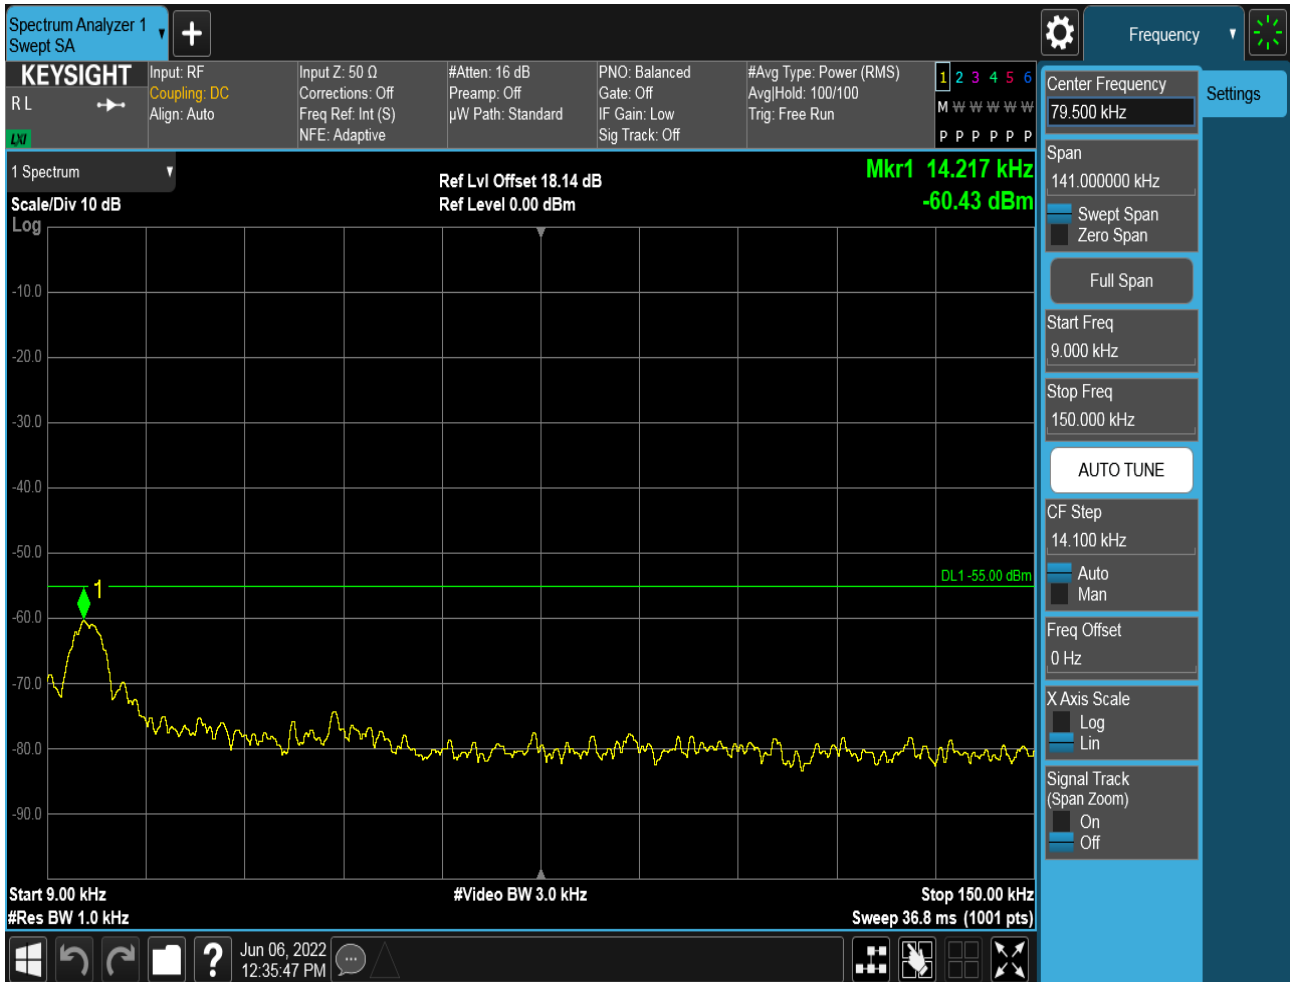 Spectrum Analyzer 1
Swept SA
Frequency
KEYSIGHT
R L
LXI
Input: RF
Coupling: DC
Align: Auto
Input Z: 50 Ω
Corrections: Off
Freq Ref: Int (S)
NFE: Adaptive
#Atten: 16 dB
Preamp: Off
µW Path: Standard
PNO: Balanced
Gate: Off
IF Gain: Low
Sig Track: Off
#Avg Type: Power (RMS)
Avg|Hold: 100/100
Trig: Free Run
1 2 3 4 5 6
M W W W W W
P P P P P P
1 Spectrum
Scale/Div 10 dB
Log
Ref Lvl Offset 18.14 dB
Ref Level 0.00 dBm
Mkr1 14.217 kHz
-60.43 dBm
-10.0
-20.0
-30.0
-40.0
-50.0
DL1 -55.00 dBm
1
-60.0
-70.0
-80.0
-90.0
Start 9.00 kHz
#Res BW 1.0 kHz
#Video BW 3.0 kHz
Stop 150.00 kHz
Sweep 36.8 ms (1001 pts)
Jun 06, 2022
12:35:47 PM
Center Frequency
79.500 kHz
Settings
Span
141.000000 kHz
Swept Span
Zero Span
Full Span
Start Freq
9.000 kHz
Stop Freq
150.000 kHz
AUTO TUNE
CF Step
14.100 kHz
Auto
Man
Freq Offset
0 Hz
X Axis Scale
Log
Lin
Signal Track
(Span Zoom)
On
Off